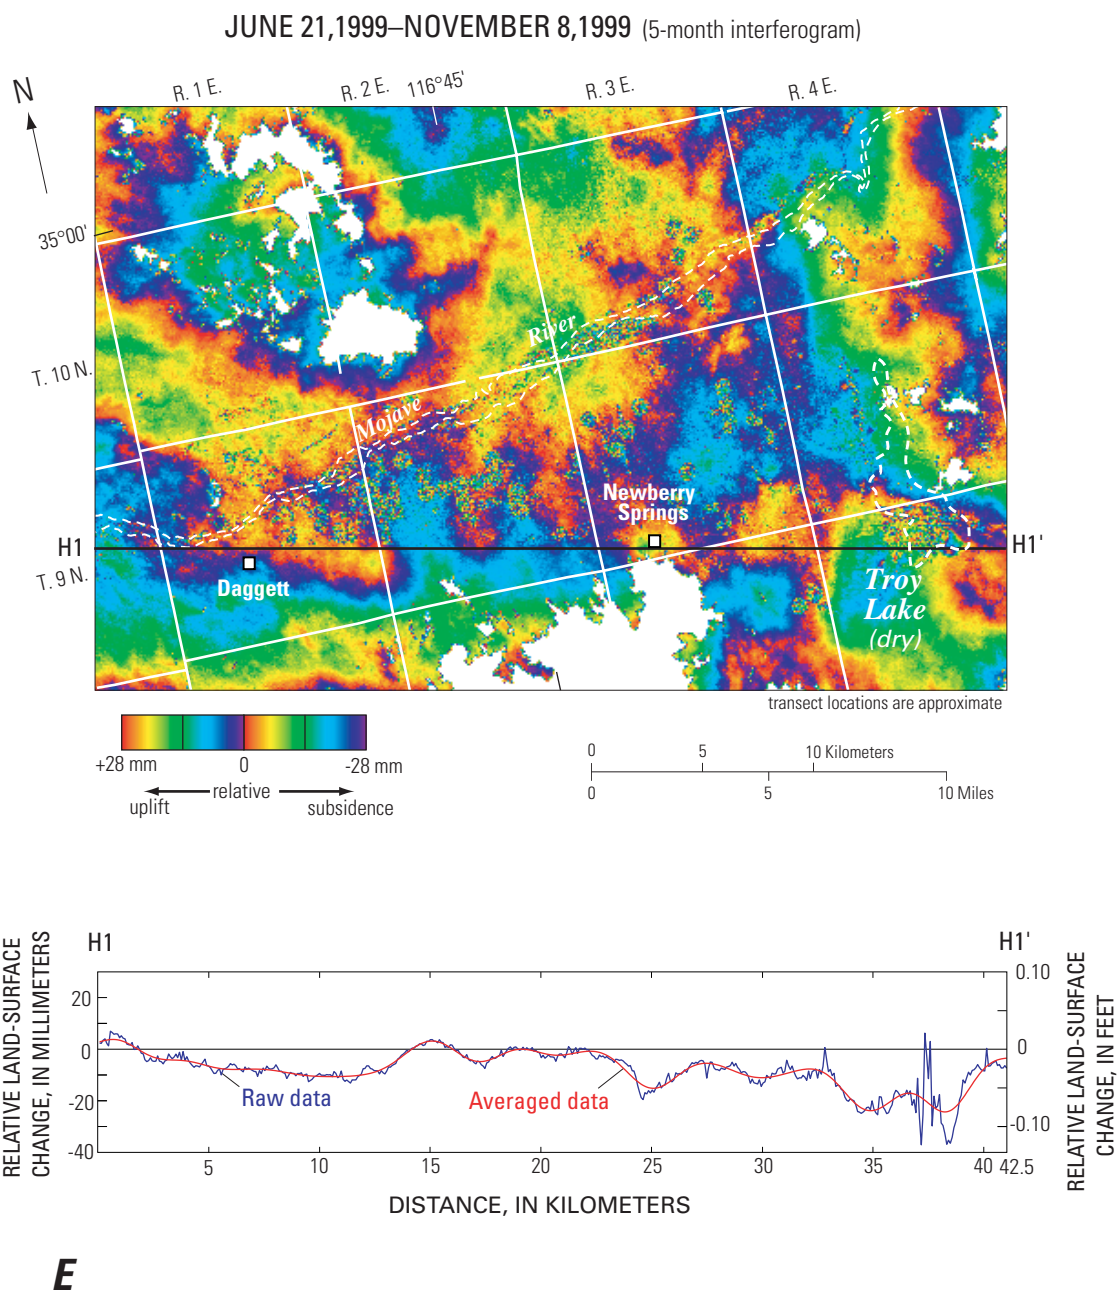 JUNE 21,1999–NOVEMBER 8,1999 (5-month interferogram)
N
R. 1 E.
R. 2 E.
116°45'
R. 3 E.
R. 4 E.
35°00'
River
T. 10 N.
Mojave
Newberry
Springs
H1
H1'
T. 9 N.
Daggett
Troy
Lake
(dry)
transect locations are approximate
+28 mm
0
-28 mm
relative
uplift
subsidence
0
5
10 Kilometers
0
5
10 Miles
H1
H1'
RELATIVE LAND-SURFACE
CHANGE, IN MILLIMETERS
20
0
-20
-40
0.10
0
-0.10
RELATIVE LAND-SURFACE
CHANGE, IN FEET
Raw data
Averaged data
5
10
15
20
25
30
35
40
42.5
DISTANCE, IN KILOMETERS
E